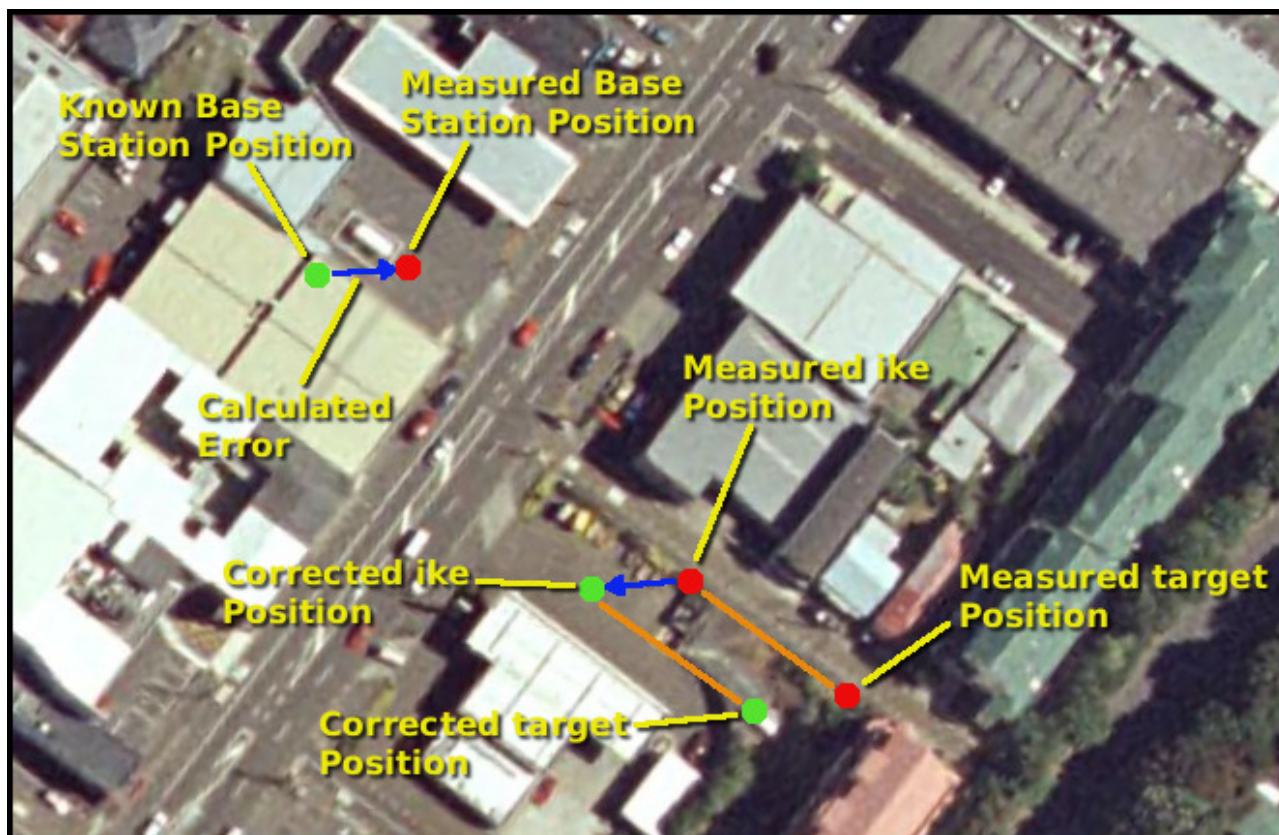 Known Base
Station Position
Measured Base
Station Position
Calculated
Error
Measured ike
Position
Corrected ike
Position
Measured target
Position
Corrected target
Position